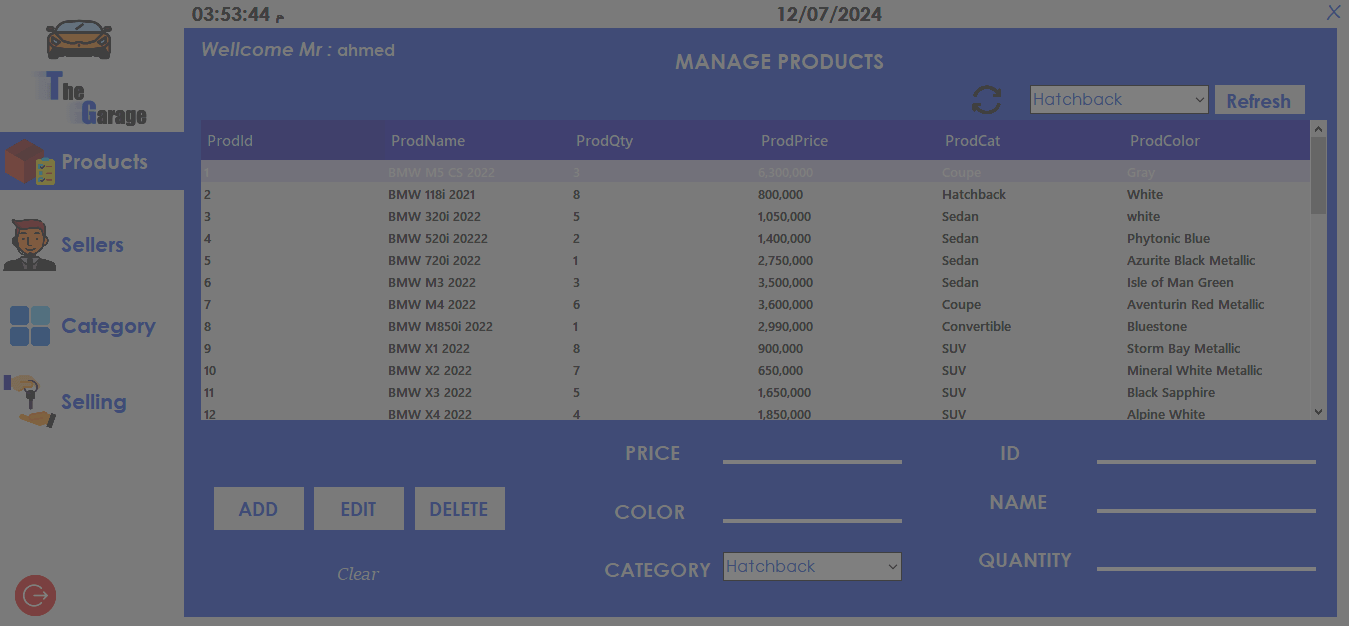 03:53:44 م 12/07/2024 X
The Garage
Wellcome Mr : ahmed
MANAGE PRODUCTS
Hatchback Refresh
Products
Sellers
Category
Selling
ProdId ProdName ProdQty ProdPrice ProdCat ProdColor
1 BMW M5 CS 2022 3 6,300,000 Coupe Gray
2 BMW 118i 2021 8 800,000 Hatchback White
3 BMW 320i 2022 5 1,050,000 Sedan white
4 BMW 520i 20222 2 1,400,000 Sedan Phytonic Blue
5 BMW 720i 2022 1 2,750,000 Sedan Azurite Black Metallic
6 BMW M3 2022 3 3,500,000 Sedan Isle of Man Green
7 BMW M4 2022 6 3,600,000 Coupe Aventurin Red Metallic
8 BMW M850i 2022 1 2,990,000 Convertible Bluestone
9 BMW X1 2022 8 900,000 SUV Storm Bay Metallic
10 BMW X2 2022 7 650,000 SUV Mineral White Metallic
11 BMW X3 2022 5 1,650,000 SUV Black Sapphire
12 BMW X4 2022 4 1,850,000 SUV Alpine White
PRICE ID
COLOR NAME
CATEGORY Hatchback QUANTITY
ADD EDIT DELETE
Clear